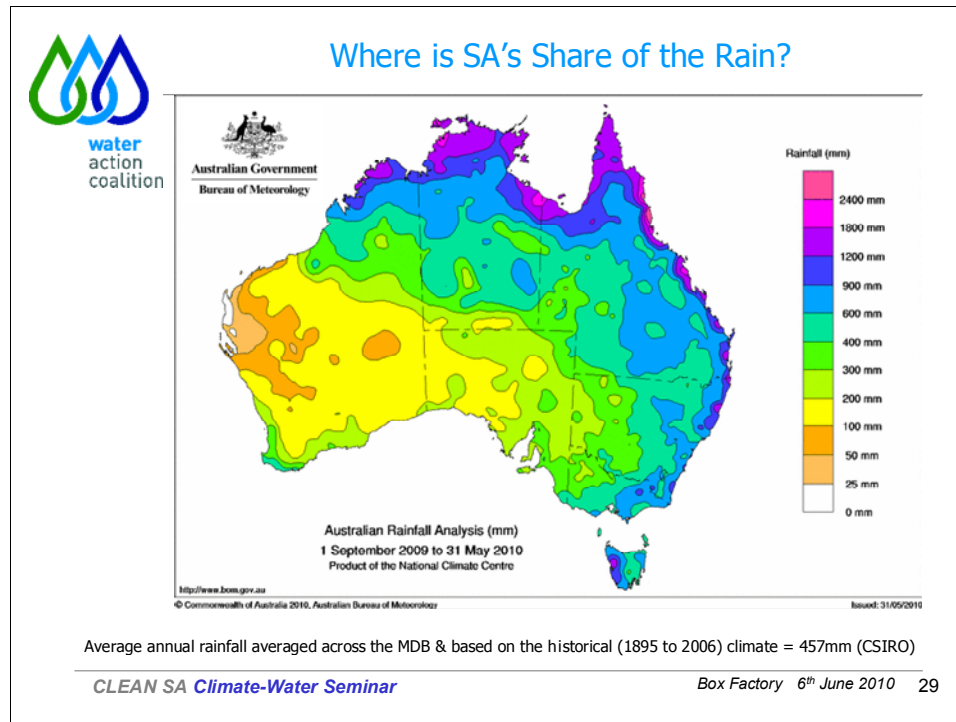 Where is SA's Share of the Rain?
water
action
coalition
Australian Government
Bureau of Meteorology
Rainfall (mm)
2400 mm
1800 mm
1200 mm
900 mm
600 mm
400 mm
300 mm
200 mm
100 mm
50 mm
25 mm
0 mm
Australian Rainfall Analysis (mm)
1 September 2009 to 31 May 2010
Product of the National Climate Centre
http://www.bom.gov.au
© Commonwealth of Australia 2010, Australian Bureau of Meteorology
Issued: 31/05/2010
Average annual rainfall averaged across the MDB & based on the historical (1895 to 2006) climate = 457mm (CSIRO)
CLEAN SA Climate-Water Seminar
Box Factory 6th June 2010 29